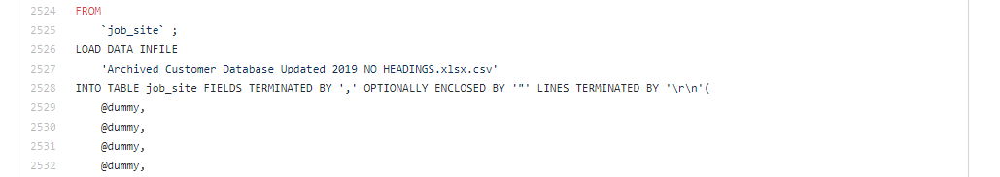 2524 FROM
2525 `job_site` ;
2526 LOAD DATA INFILE
2527 'Archived Customer Database Updated 2019 NO HEADINGS.xlsx.csv'
2528 INTO TABLE job_site FIELDS TERMINATED BY ',' OPTIONALLY ENCLOSED BY '"' LINES TERMINATED BY '\r\n'(
2529 @dummy,
2530 @dummy,
2531 @dummy,
2532 @dummy,